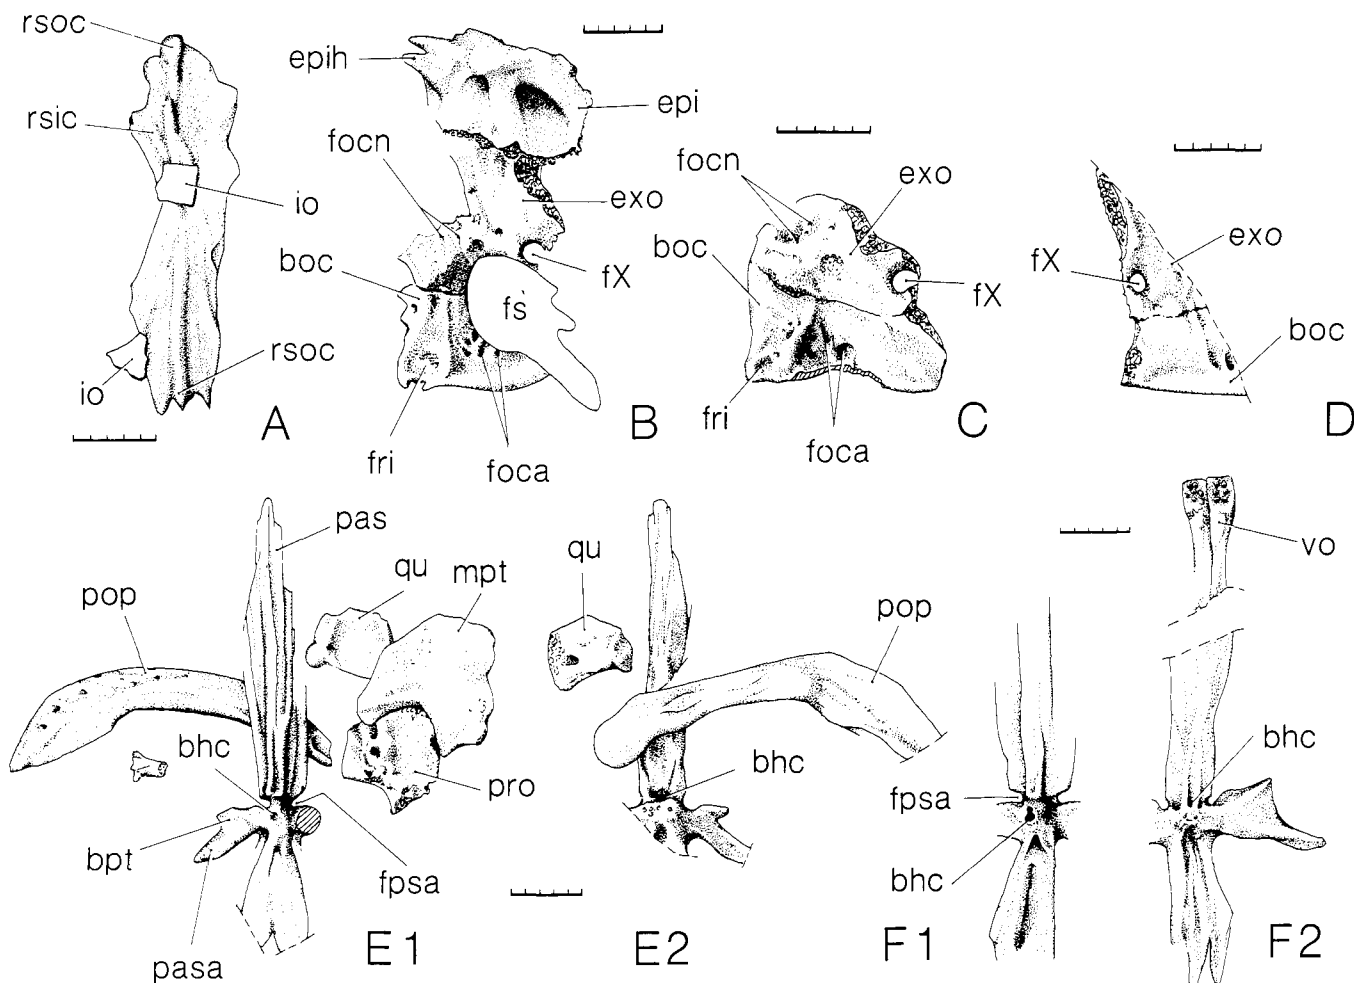 rsoc
rsic
io
io
rsoc
A
epih
epi
focn
exo
boc
fX
fs
fri
foca
B
focn
exo
boc
fX
fri
foca
C
exo
fX
boc
D
pas
qu
mpt
pop
bhc
pro
bpt
fpsa
pasa
E1
qu
pop
bhc
E2
fpsa
bhc
F1
vo
bhc
F2